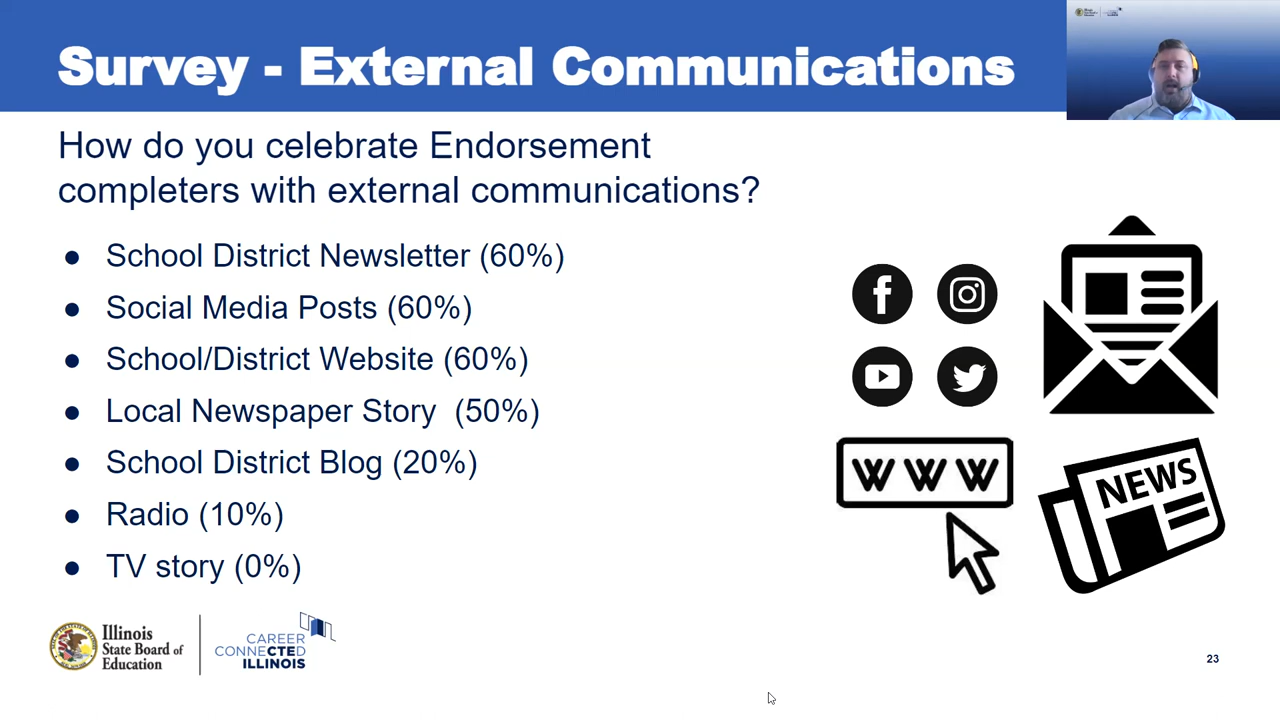 Survey - External Communications
How do you celebrate Endorsement
completers with external communications?
● School District Newsletter (60%)
● Social Media Posts (60%)
● School/District Website (60%)
● Local Newspaper Story (50%)
● School District Blog (20%)
● Radio (10%)
● TV story (0%)
WWW
NEWS
Illinois
State Board of
Education
CAREER
CONNECTED
ILLINOIS
23